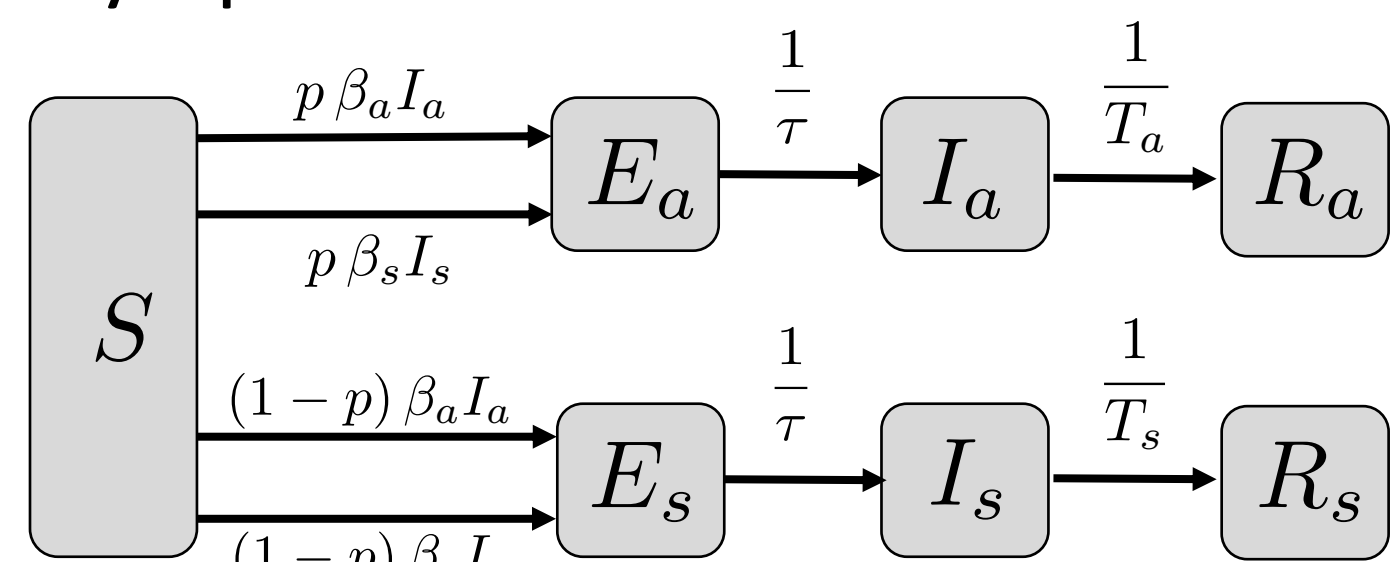 p β_a I_a
p β_s I_s
S
(1 − p) β_a I_a
(1 − p) β I
E_a
1/τ
I_a
1/T_a
R_a
E_s
1/τ
I_s
1/T_s
R_s